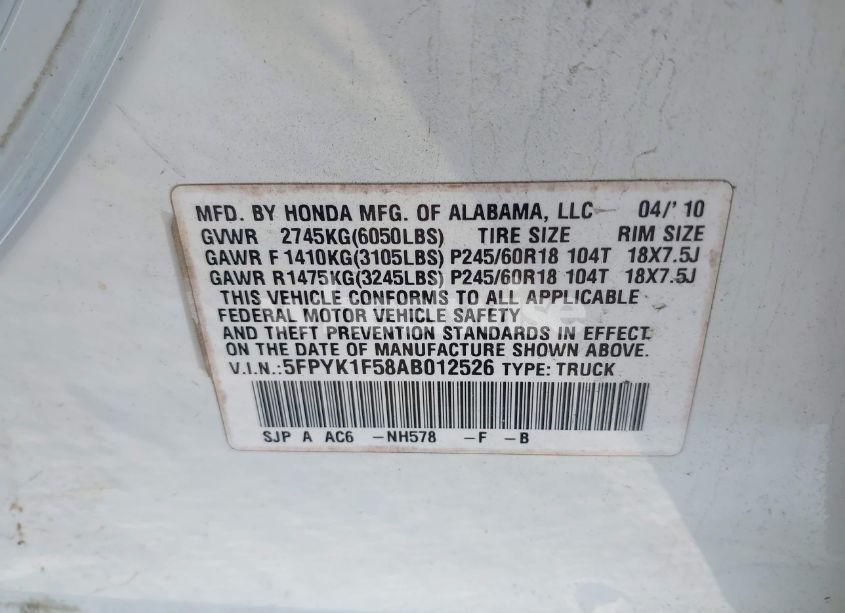 MFD. BY HONDA MFG. OF ALABAMA, LLC 04/'10
GVWR 2745KG(6050LBS) TIRE SIZE RIM SIZE
GAWR F 1410KG(3105LBS) P245/60R18 104T 18X7.5J
GAWR R1475KG(3245LBS) P245/60R18 104T 18X7.5J
THIS VEHICLE CONFORMS TO ALL APPLICABLE
FEDERAL MOTOR VEHICLE SAFETY
AND THEFT PREVENTION STANDARDS IN EFFECT
ON THE DATE OF MANUFACTURE SHOWN ABOVE.
V.I.N.:5FPYK1F58AB012526 TYPE: TRUCK
SJP A AC6 -NH578 -F -B